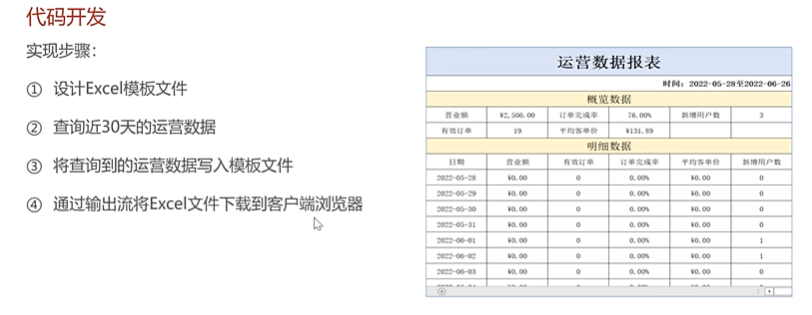 代码开发
实现步骤：
① 设计Excel模板文件
② 查询近30天的运营数据
③ 将查询到的运营数据写入模板文件
④ 通过输出流将Excel文件下载到客户端浏览器
运营数据报表
时间：2022-05-28至2022-06-26
概览数据
营业额 ¥2,506.00 订单完成率 76.00% 新增用户数 3
有效订单 19 平均客单价 ¥131.89
明细数据
日期 营业额 有效订单 订单完成率 平均客单价 新增用户数
2022-05-28 ¥0.00 0 0.00% ¥0.00 0
2022-05-29 ¥0.00 0 0.00% ¥0.00 0
2022-05-30 ¥0.00 0 0.00% ¥0.00 0
2022-05-31 ¥0.00 0 0.00% ¥0.00 0
2022-06-01 ¥0.00 0 0.00% ¥0.00 1
2022-06-02 ¥0.00 0 0.00% ¥0.00 1
2022-06-03 ¥0.00 0 0.00% ¥0.00 0